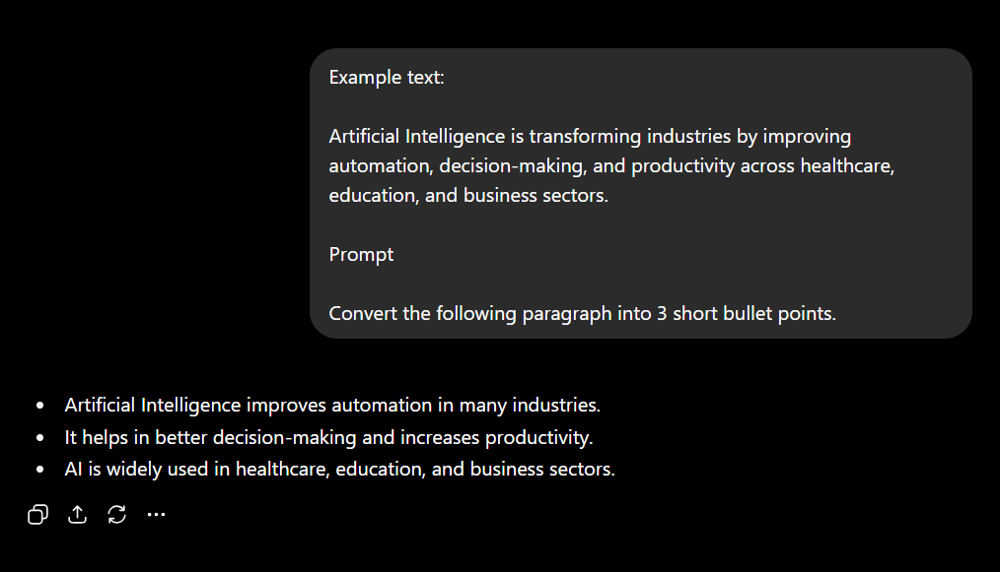 Example text:
Artificial Intelligence is transforming industries by improving
automation, decision-making, and productivity across healthcare,
education, and business sectors.
Prompt
Convert the following paragraph into 3 short bullet points.
• Artificial Intelligence improves automation in many industries.
• It helps in better decision-making and increases productivity.
• AI is widely used in healthcare, education, and business sectors.